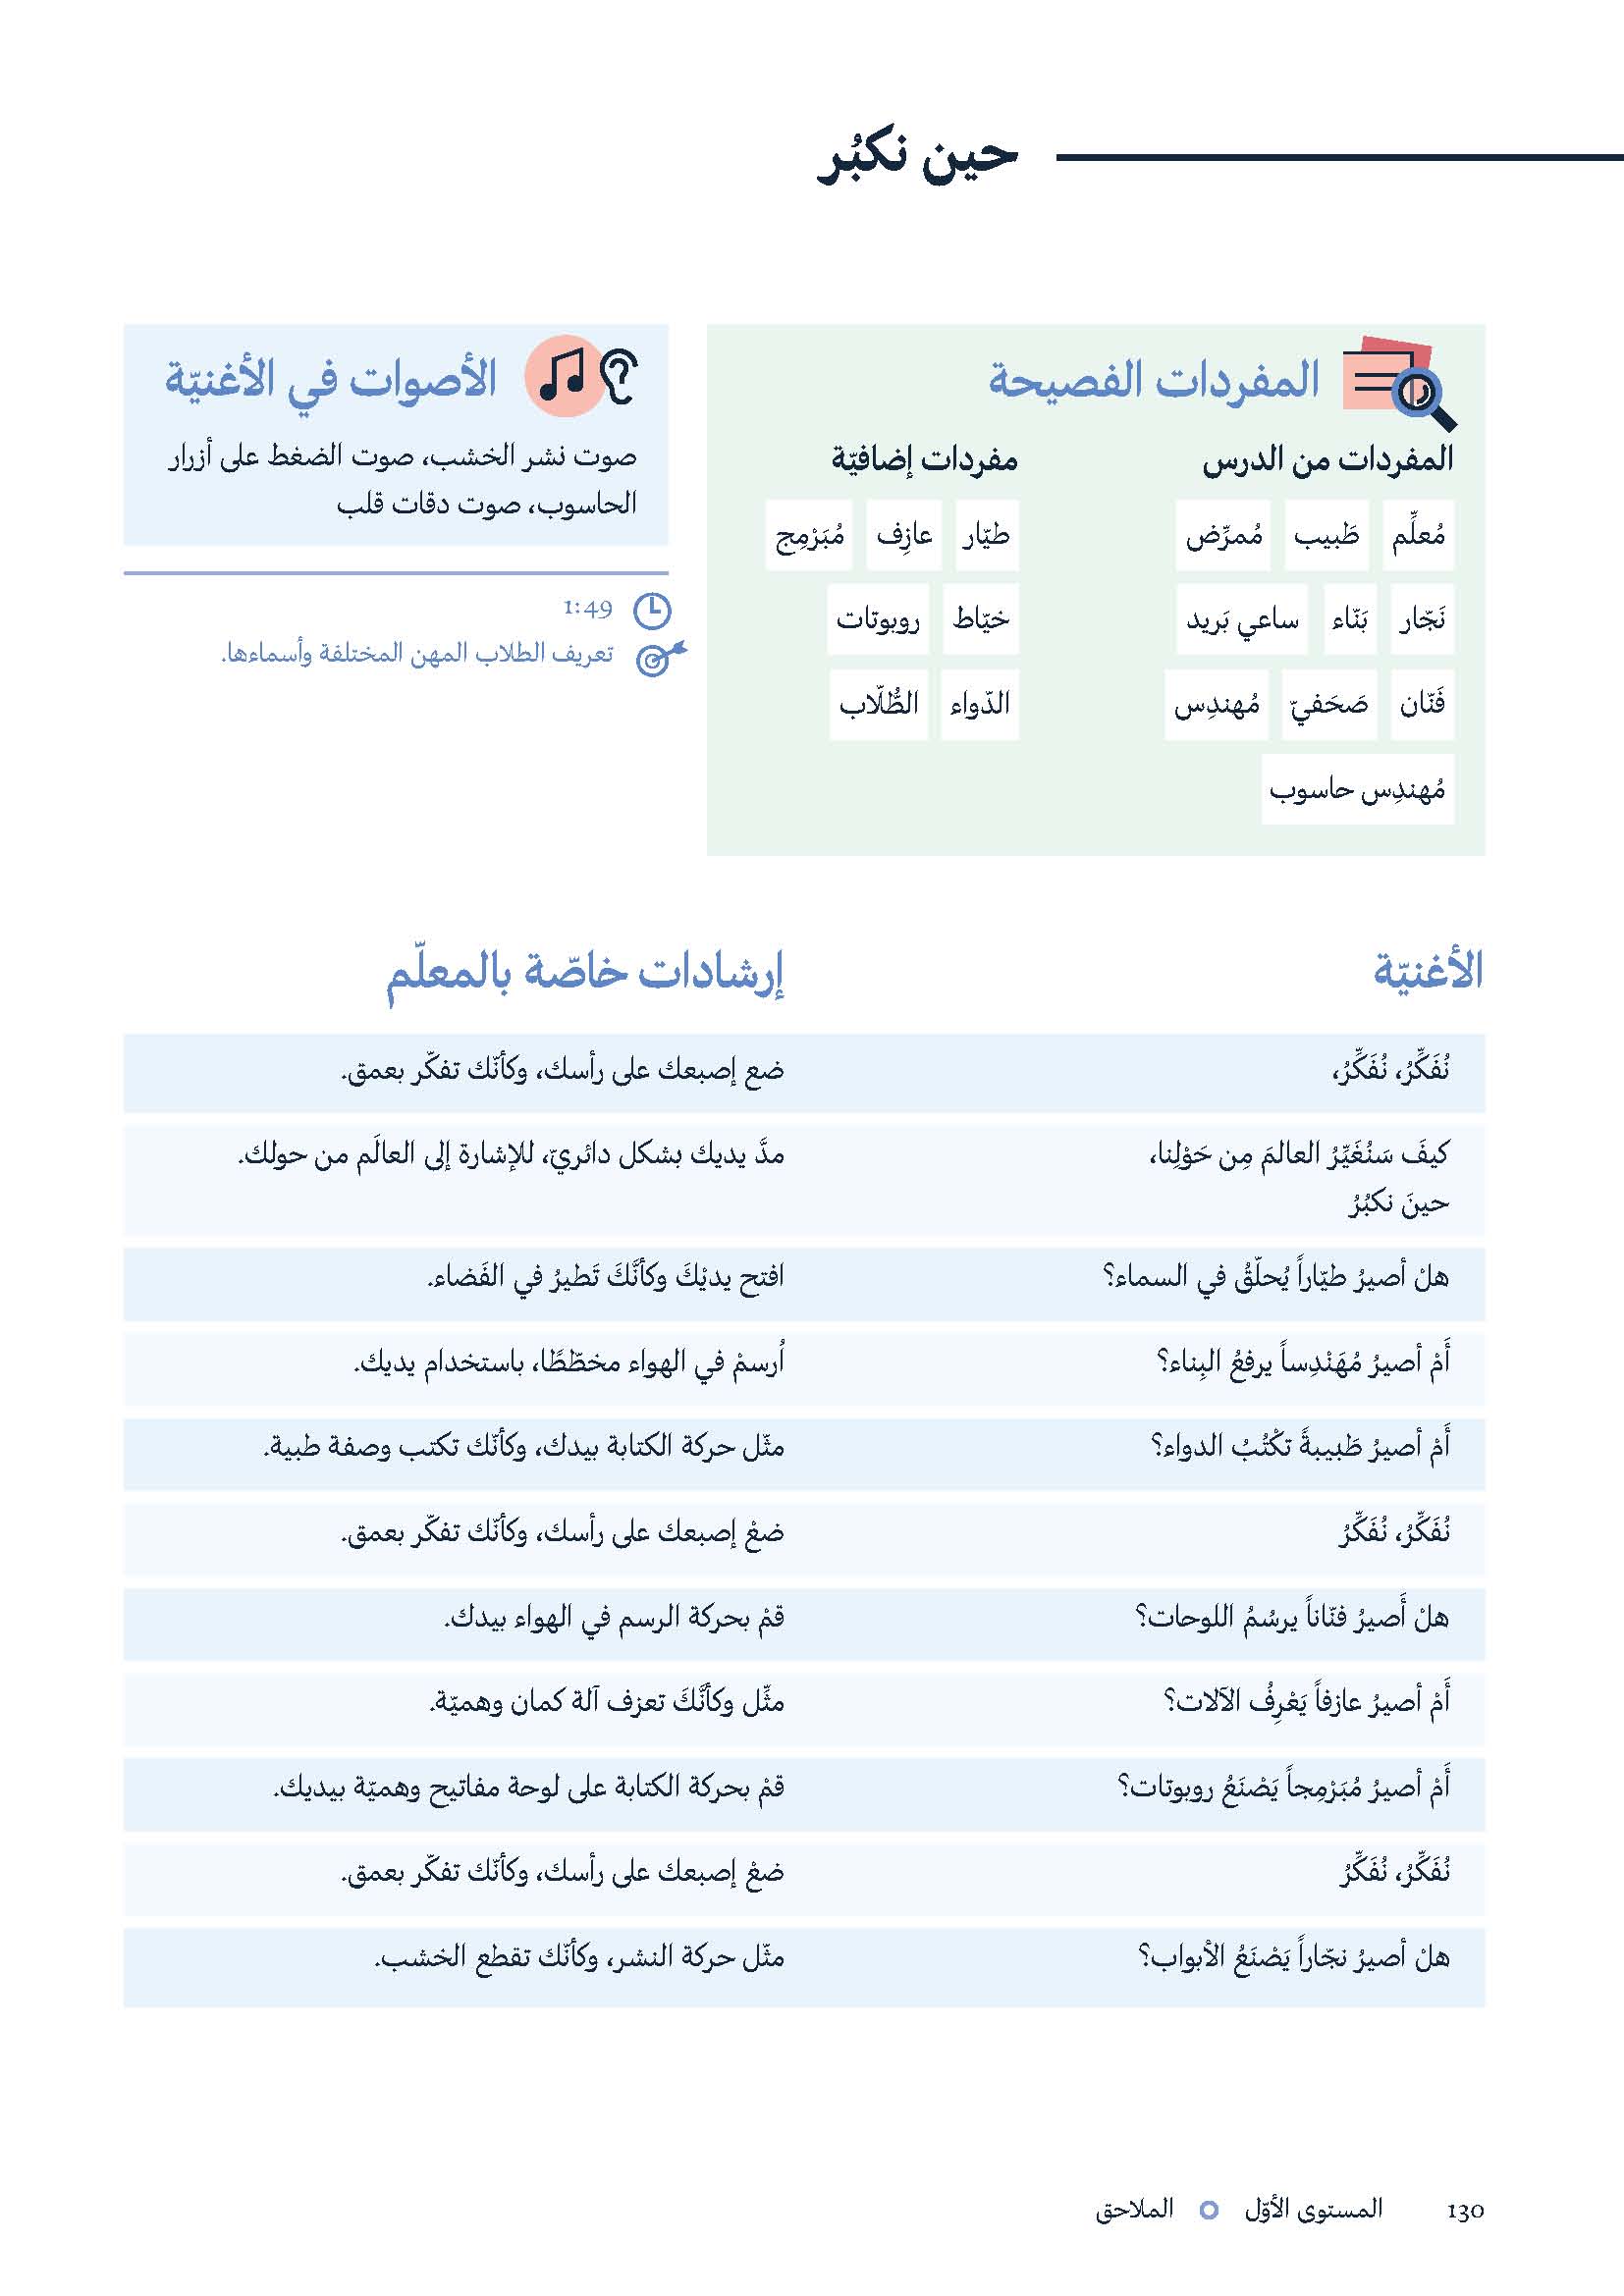 حين نكبُر
المفردات الفصيحة
المفردات من الدرس
مُعلِّم طَبيب مُمرِّض
نَجّار بَنّاء ساعي بَريد
فَنّان صَحَفيّ مُهندِس
مُهندِس حاسوب
مفردات إضافيّة
طيّار عازِف مُبَرْمِج
خيّاط روبوتات
الدّواء الطُّلّاب
الأصوات في الأغنيّة
صوت نشر الخشب، صوت الضغط على أزرار
الحاسوب، صوت دقات قلب
1:49
تعريف الطلاب المهن المختلفة وأسماءها.
الأغنيّة إرشادات خاصّة بالمعلّم
نُفَكِّرُ، نُفَكِّرُ، ضع إصبعك على رأسك، وكأنّك تفكّر بعمق.
كيفَ سَنُغَيِّرُ العالمَ مِن حَوْلِنا، مدَّ يديك بشكل دائريّ، للإشارة إلى العالَم من حولك.
حينَ نكبُرُ
هلْ أصيرُ طيّاراً يُحلّقُ في السماء؟ افتح يديْكَ وكأنَّكَ تَطيرُ في الفَضاء.
أَمْ أصيرُ مُهَنْدِساً يرفعُ البِناء؟ اُرسمْ في الهواء مخطّطًا، باستخدام يديك.
أَمْ أصيرُ طَبيبةً تكْتُبُ الدواء؟ مثّل حركة الكتابة بيدك، وكأنّك تكتب وصفة طبية.
نُفَكِّرُ، نُفَكِّرُ ضعْ إصبعك على رأسك، وكأنّك تفكّر بعمق.
هلْ أَصيرُ فنّاناً يرسُمُ اللوحات؟ قمْ بحركة الرسم في الهواء بيدك.
أَمْ أصيرُ عازفاً يَعْزِفُ الآلات؟ مثِّل وكأنَّكَ تعزف آلة كمان وهميّة.
أَمْ أصيرُ مُبَرْمِجاً يَصْنَعُ روبوتات؟ قمْ بحركة الكتابة على لوحة مفاتيح وهميّة بيديك.
نُفَكِّرُ، نُفَكِّرُ ضعْ إصبعك على رأسك، وكأنّك تفكّر بعمق.
هلْ أصيرُ نجّاراً يَصْنَعُ الأبواب؟ مثّل حركة النشر، وكأنّك تقطع الخشب.
130 المستوى الأوّل الملاحق